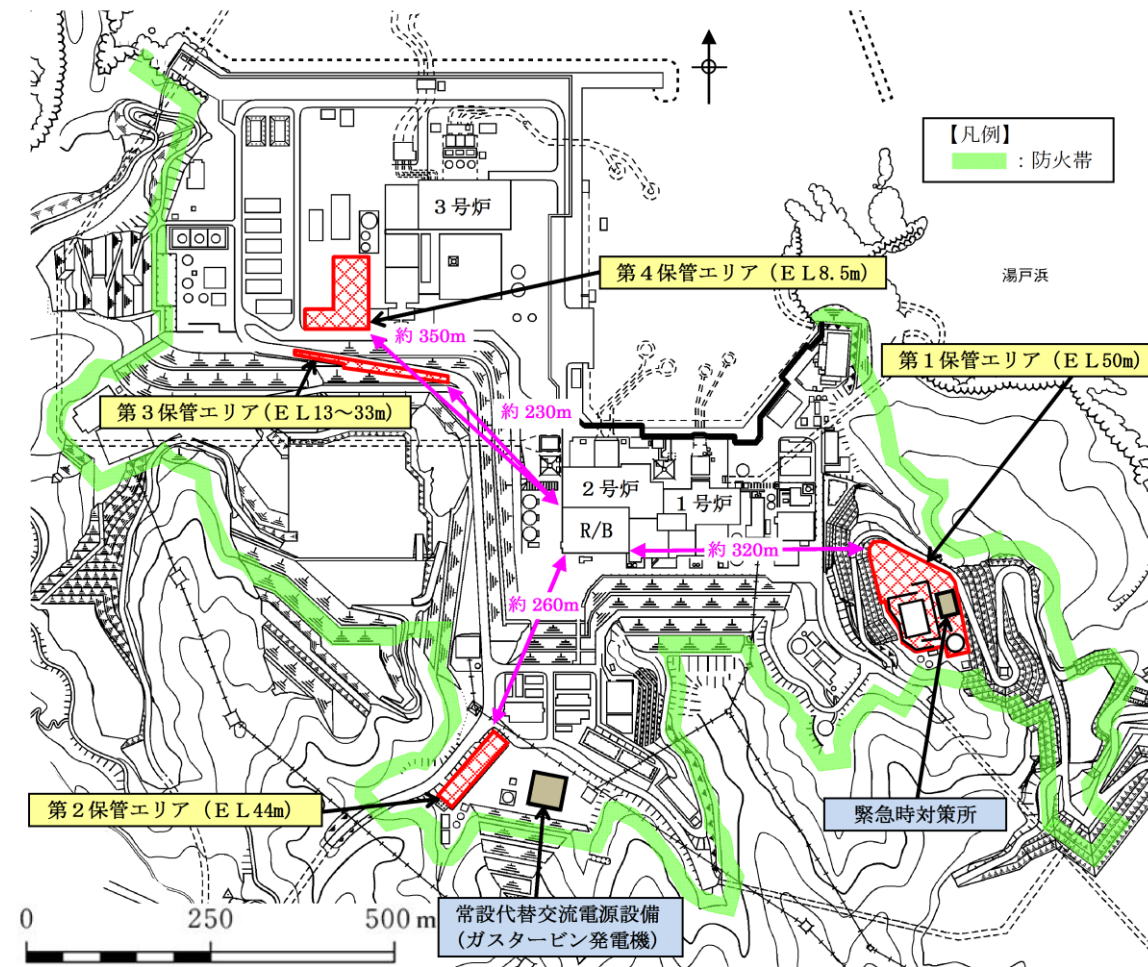 【凡例】
：防火帯
3号炉
湯戸浜
第4保管エリア（EL8.5m）
約 350m
第1保管エリア（EL50m）
第3保管エリア（EL13～33m）
約 230m
2号炉
1号炉
R/B
約 320m
約 260m
第2保管エリア（EL44m）
緊急時対策所
常設代替交流電源設備
(ガスタービン発電機)
0 250 500 m